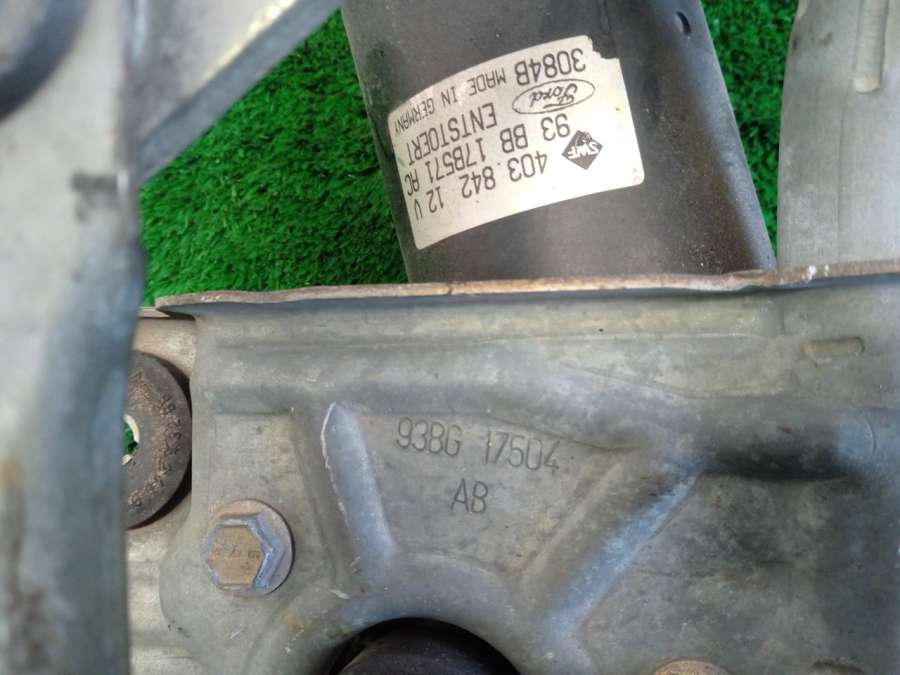 403 842 12 V
93 BB 17B571 AC
ENTSTOERT
SWF
Ford
3084B MADE IN GERMANY
93BG 17504
AB